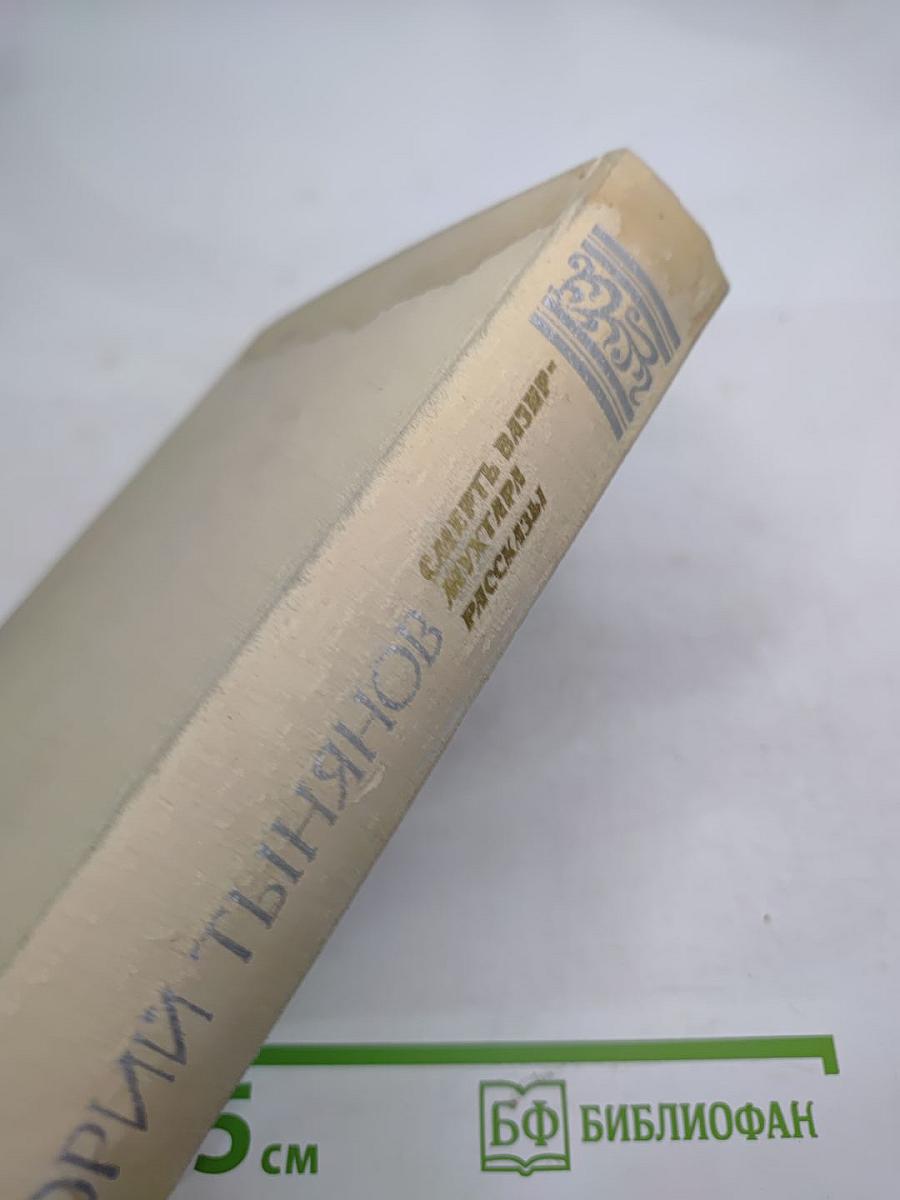 ОРИЙ ТЫНЯНОВ
СМЕРТЬ ВАЗИР-
МУХТАРА
РАССКАЗЫ
5 см
БФ БИБЛИОФАН